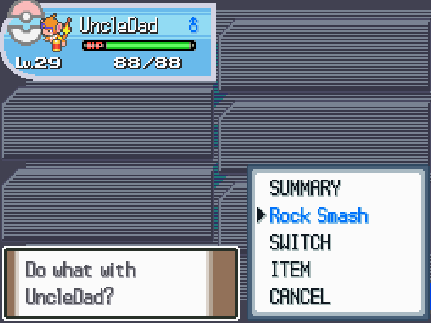 UncleDad ♂
HP
Lv.29 88/88
SUMMARY
Rock Smash
SWITCH
ITEM
CANCEL
Do what with
UncleDad?